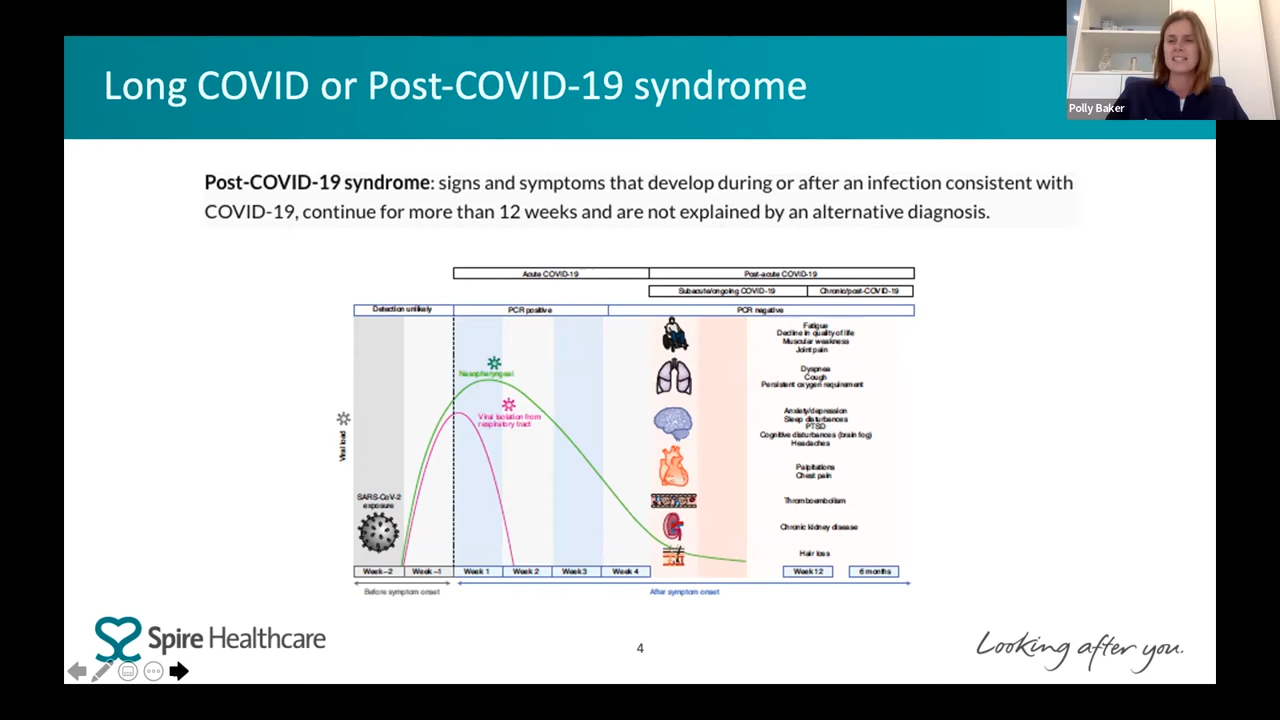 Long COVID or Post-COVID-19 syndrome
Polly Baker
Post-COVID-19 syndrome: signs and symptoms that develop during or after an infection consistent with
COVID-19, continue for more than 12 weeks and are not explained by an alternative diagnosis.
Acute COVID-19
Post-acute COVID-19
Subacute/ongoing COVID-19
Chronic/post-COVID-19
Detection unlikely
PCR positive
PCR negative
Fatigue
Decline in quality of life
Muscular weakness
Joint pain
Nasopharyngeal
Dyspnea
Cough
Persistent oxygen requirement
Viral isolation from
respiratory tract
Anxiety/depression
Sleep disturbances
PTSD
Cognitive disturbances (brain fog)
Headaches
Viral load
Palpitations
Chest pain
SARS-CoV-2
exposure
Thromboembolism
Chronic kidney disease
Hair loss
Week –2
Week –1
Week 1
Week 2
Week 3
Week 4
Week 12
6 months
Before symptom onset
After symptom onset
Spire Healthcare
4
Looking after you.